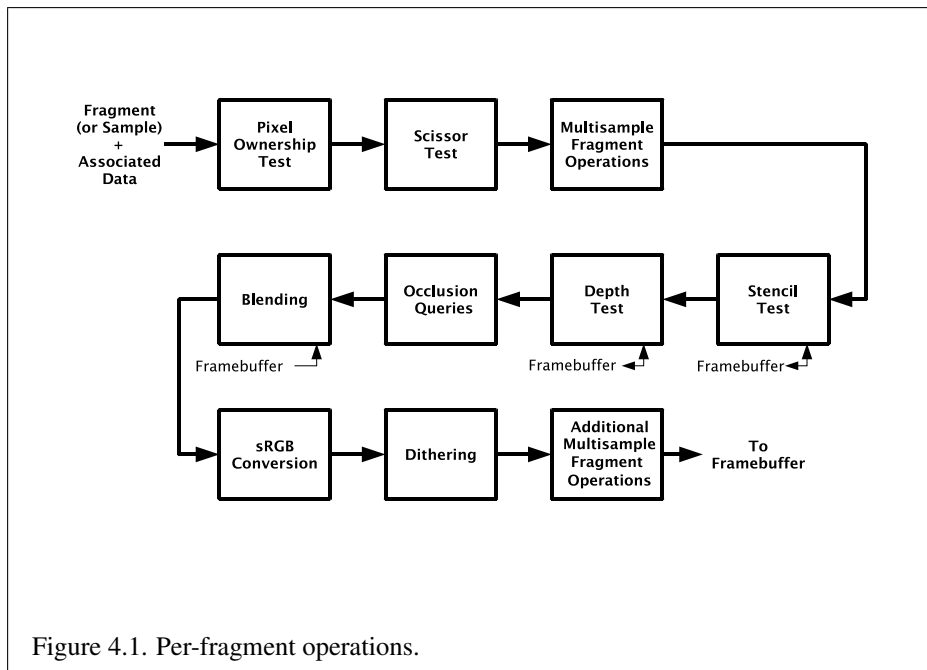 Fragment
(or Sample)
+
Associated
Data
Pixel
Ownership
Test
Scissor
Test
Multisample
Fragment
Operations
Blending
Occlusion
Queries
Depth
Test
Stencil
Test
Framebuffer
Framebuffer
Framebuffer
sRGB
Conversion
Dithering
Additional
Multisample
Fragment
Operations
To
Framebuffer
Figure 4.1. Per-fragment operations.